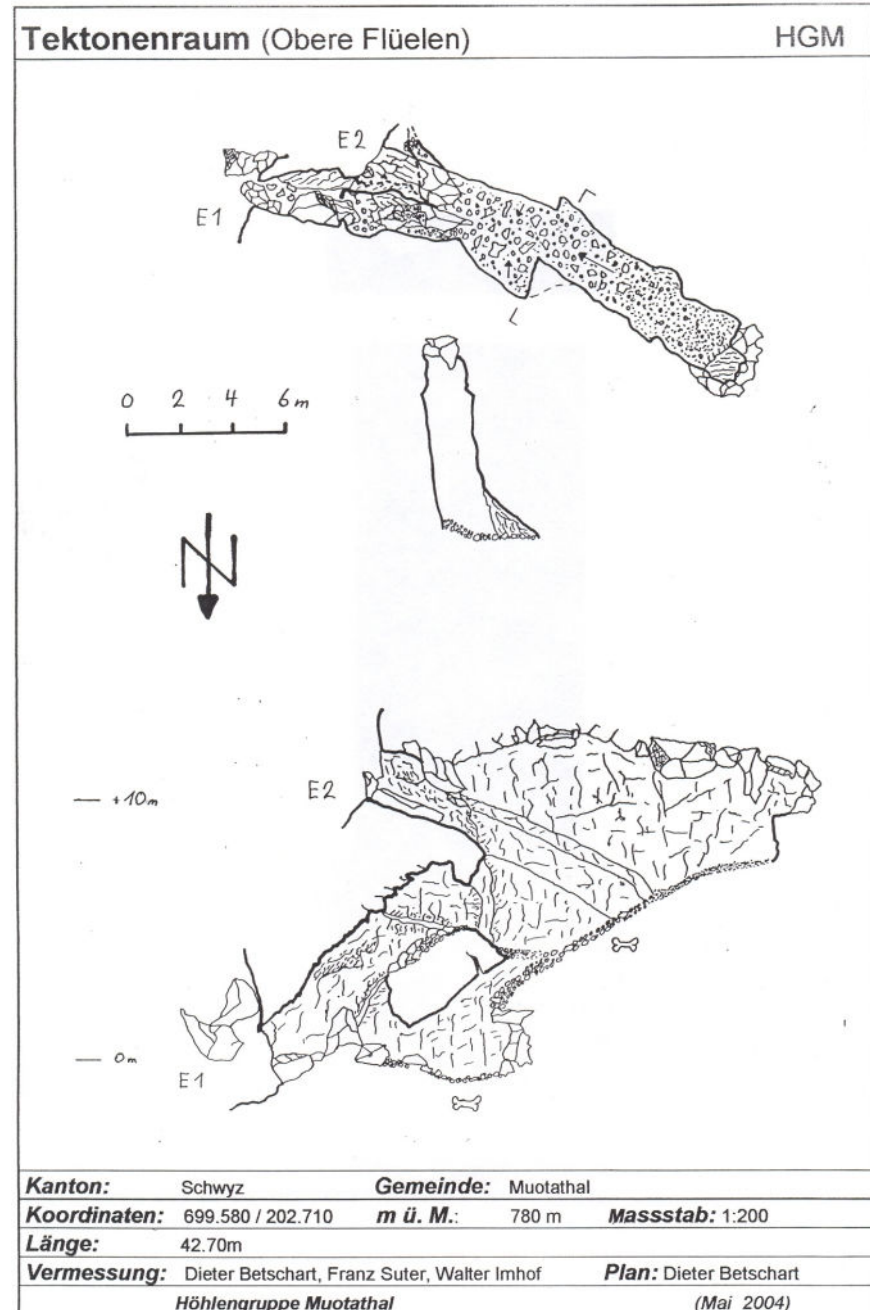 Tektonenraum (Obere Flüelen) HGM
E2
E1
0 2 4 6m
N
E2
+10m
0m
E1
Kanton: Schwyz Gemeinde: Muotathal
Koordinaten: 699.580 / 202.710 m ü. M.: 780 m Massstab: 1:200
Länge: 42.70m
Vermessung: Dieter Betschart, Franz Suter, Walter Imhof Plan: Dieter Betschart
Höhlengruppe Muotathal (Mai 2004)